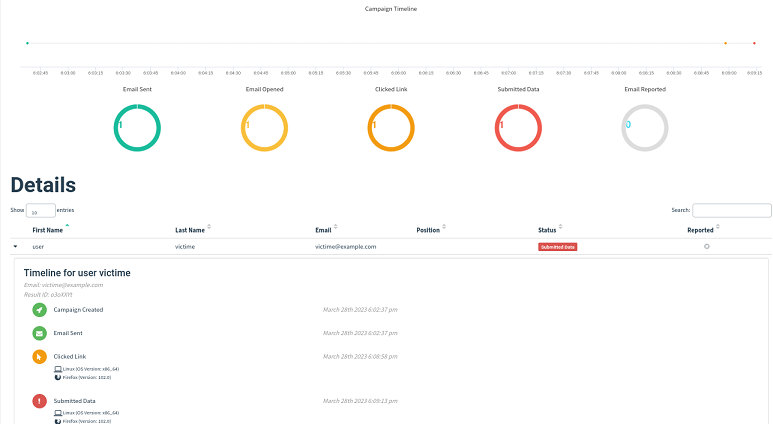 Campaign Timeline
6:02:45 6:03:00 6:03:15 6:03:30 6:03:45 6:04:00 6:04:15 6:04:30 6:04:45 6:05:00 6:05:15 6:05:30 6:05:45 6:06:00 6:06:15 6:06:30 6:06:45 6:07:00 6:07:15 6:07:30 6:07:45 6:08:00 6:08:15 6:08:30 6:08:45 6:09:00 6:09:15
Email Sent Email Opened Clicked Link Submitted Data Email Reported
1 1 1 1 0
Details
Show 10 entries Search:
First Name Last Name Email Position Status Reported
user victime victime@example.com Submitted Data
Timeline for user victime
Email: victime@example.com
Result ID:
Campaign Created March 28th 2023 6:02:37 pm
Email Sent March 28th 2023 6:02:37 pm
Clicked Link March 28th 2023 6:08:58 pm
Linux (OS Version: x86_64)
Firefox (Version: 102.0)
Submitted Data March 28th 2023 6:09:13 pm
Linux (OS Version: x86_64)
Firefox (Version: 102.0)